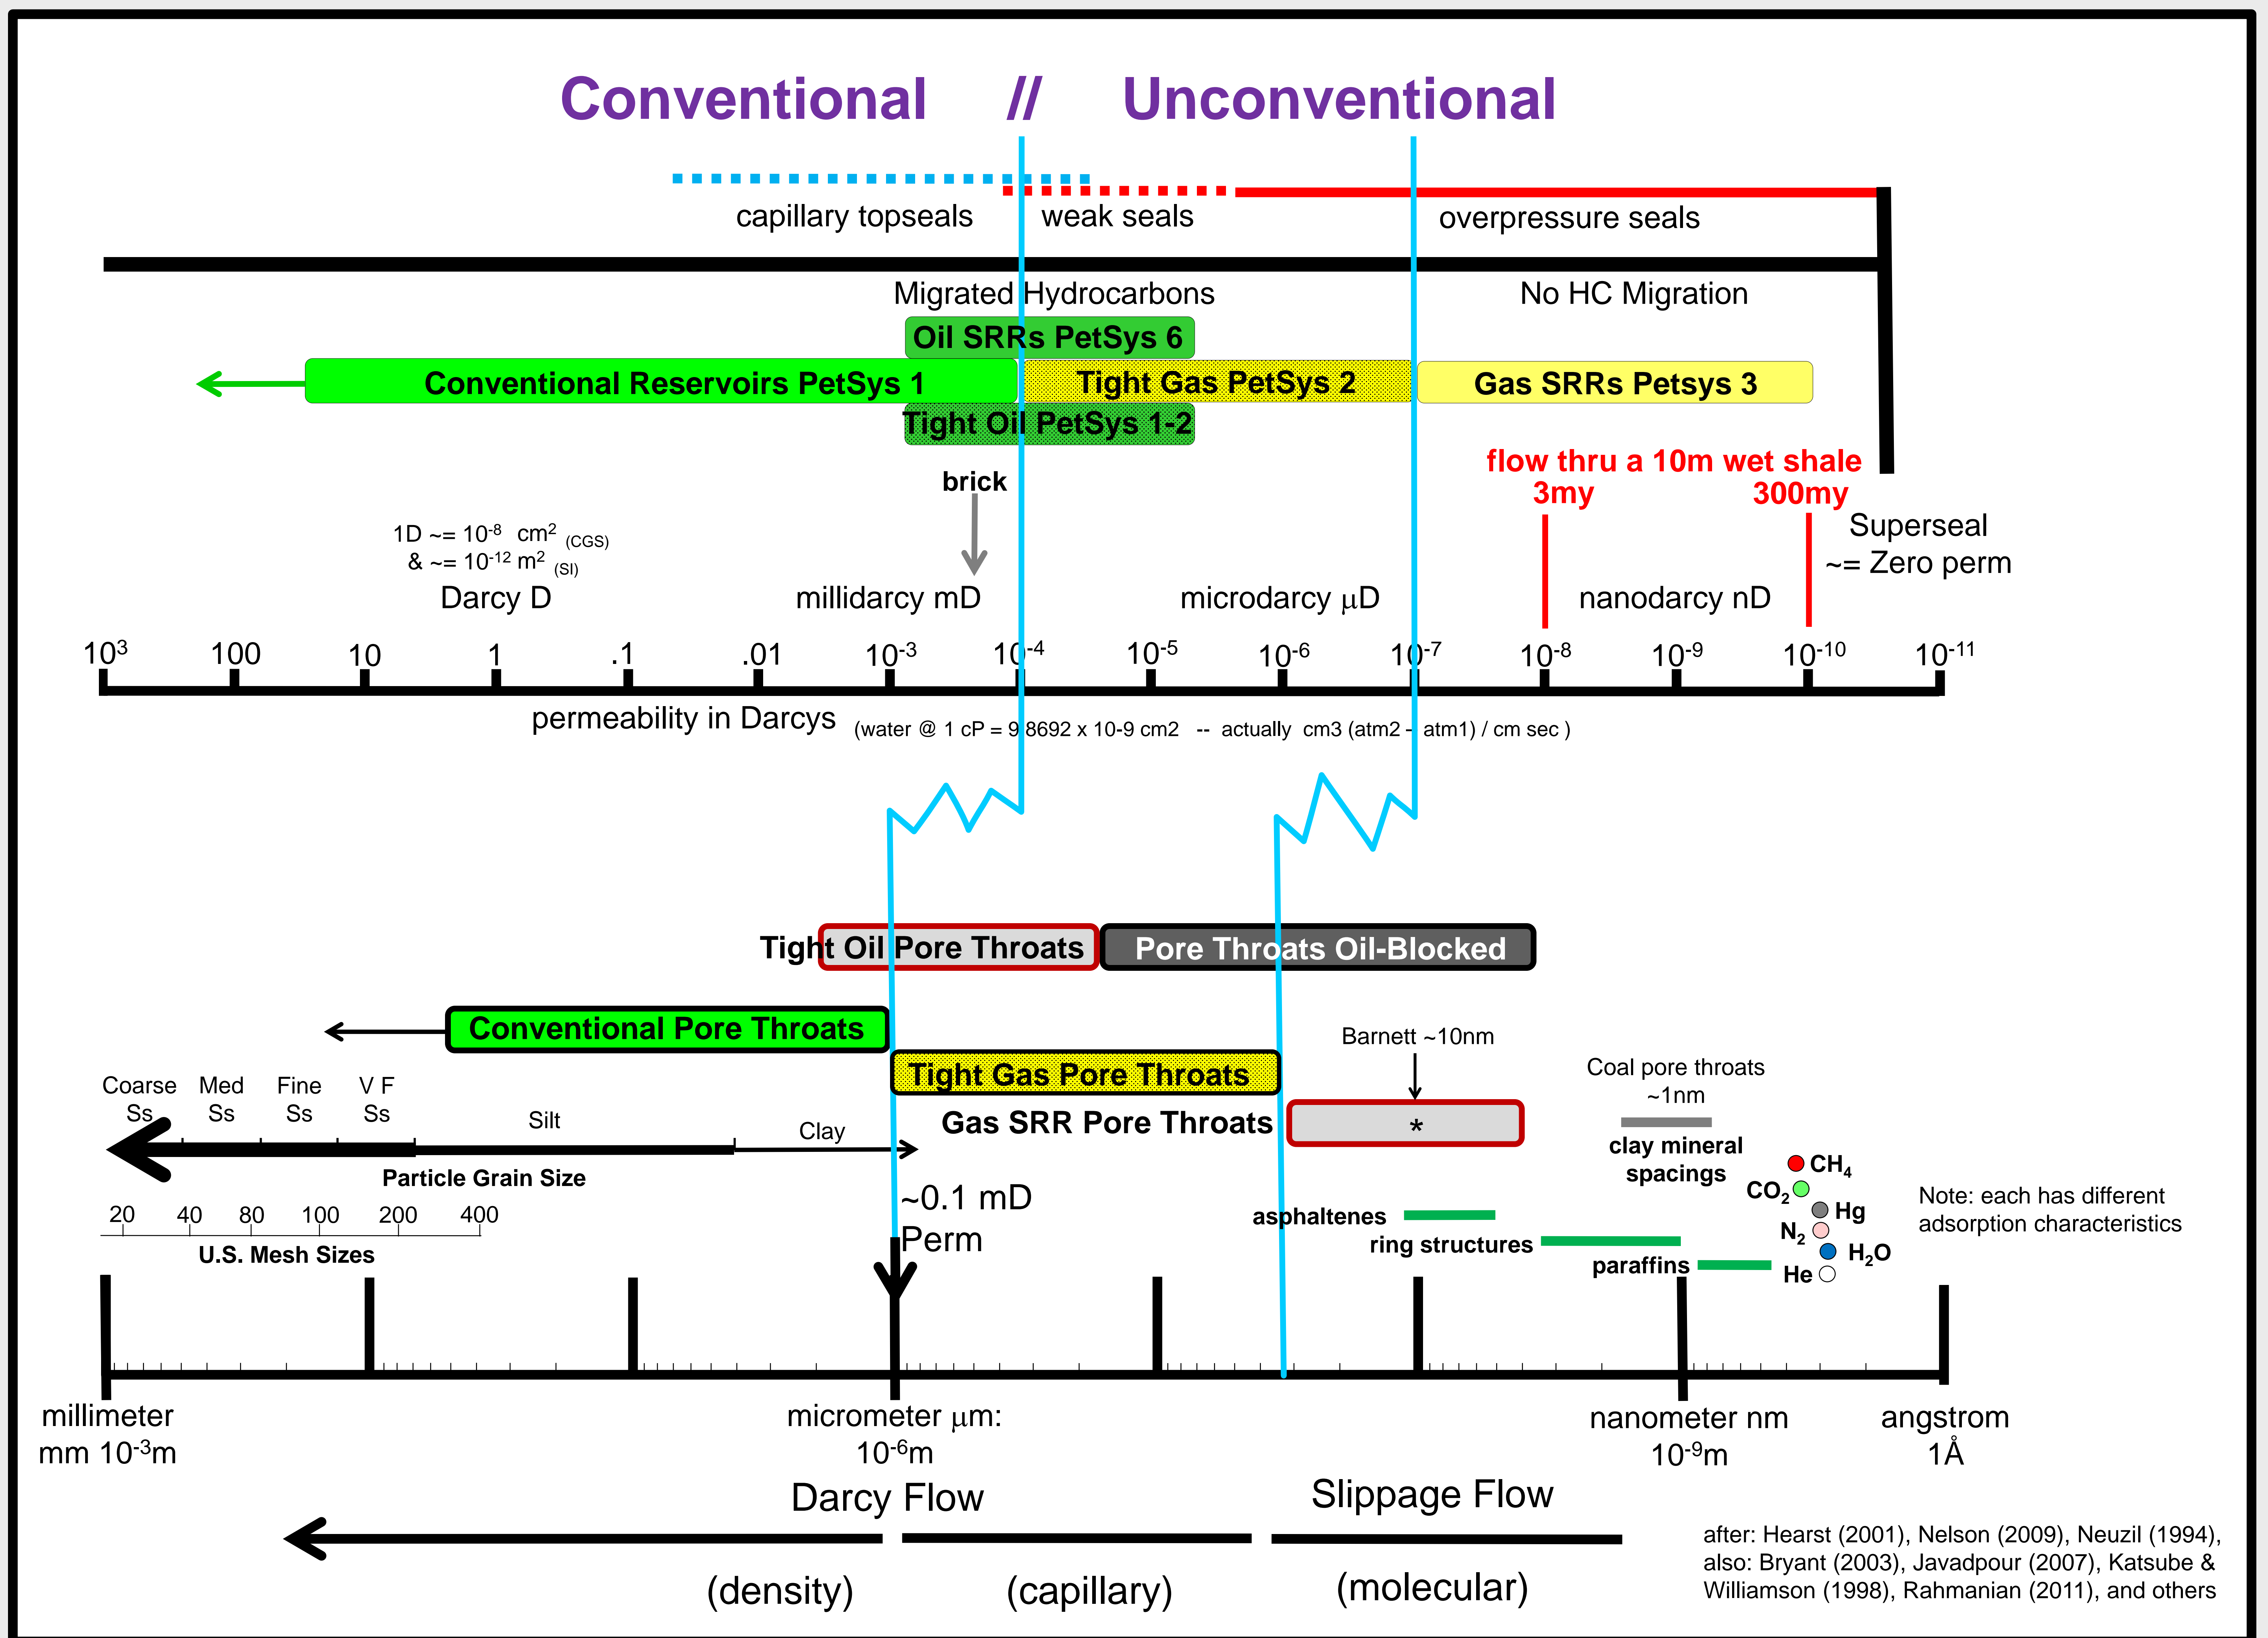 Conventional // Unconventional
capillary topseals weak seals overpressure seals
Migrated Hydrocarbons No HC Migration
Oil SRRs PetSys 6
Conventional Reservoirs PetSys 1 Tight Gas PetSys 2 Gas SRRs Petsys 3
Tight Oil PetSys 1-2
flow thru a 10m wet shale
brick 3my 300my
1D ~= 10-8 cm2 (CGS)
& ~= 10-12 m2 (SI)
Superseal
~= Zero perm
Darcy D millidarcy mD microdarcy μD nanodarcy nD
103 100 10 1 .1 .01 10-3 10-4 10-5 10-6 10-7 10-8 10-9 10-10 10-11
permeability in Darcys (water @ 1 cP = 9.8692 x 10-9 cm2 -- actually cm3 (atm2 – atm1) / cm sec )
Tight Oil Pore Throats Pore Throats Oil-Blocked
Conventional Pore Throats
Barnett ~10nm
Tight Gas Pore Throats
Coal pore throats
~1nm
Coarse Ss
Med Ss
Fine Ss
V F Ss
Silt
Clay
Gas SRR Pore Throats *
clay mineral
spacings
Particle Grain Size
CH4
CO2
Hg
N2
H2O
He
Note: each has different
adsorption characteristics
~0.1 mD
Perm
20 40 80 100 200 400
U.S. Mesh Sizes
asphaltenes
ring structures
paraffins
millimeter
mm 10-3m
micrometer μm:
10-6m
nanometer nm
10-9m
angstrom
1Å
Darcy Flow Slippage Flow
(density) (capillary) (molecular)
after: Hearst (2001), Nelson (2009), Neuzil (1994),
also: Bryant (2003), Javadpour (2007), Katsube &
Williamson (1998), Rahmanian (2011), and others